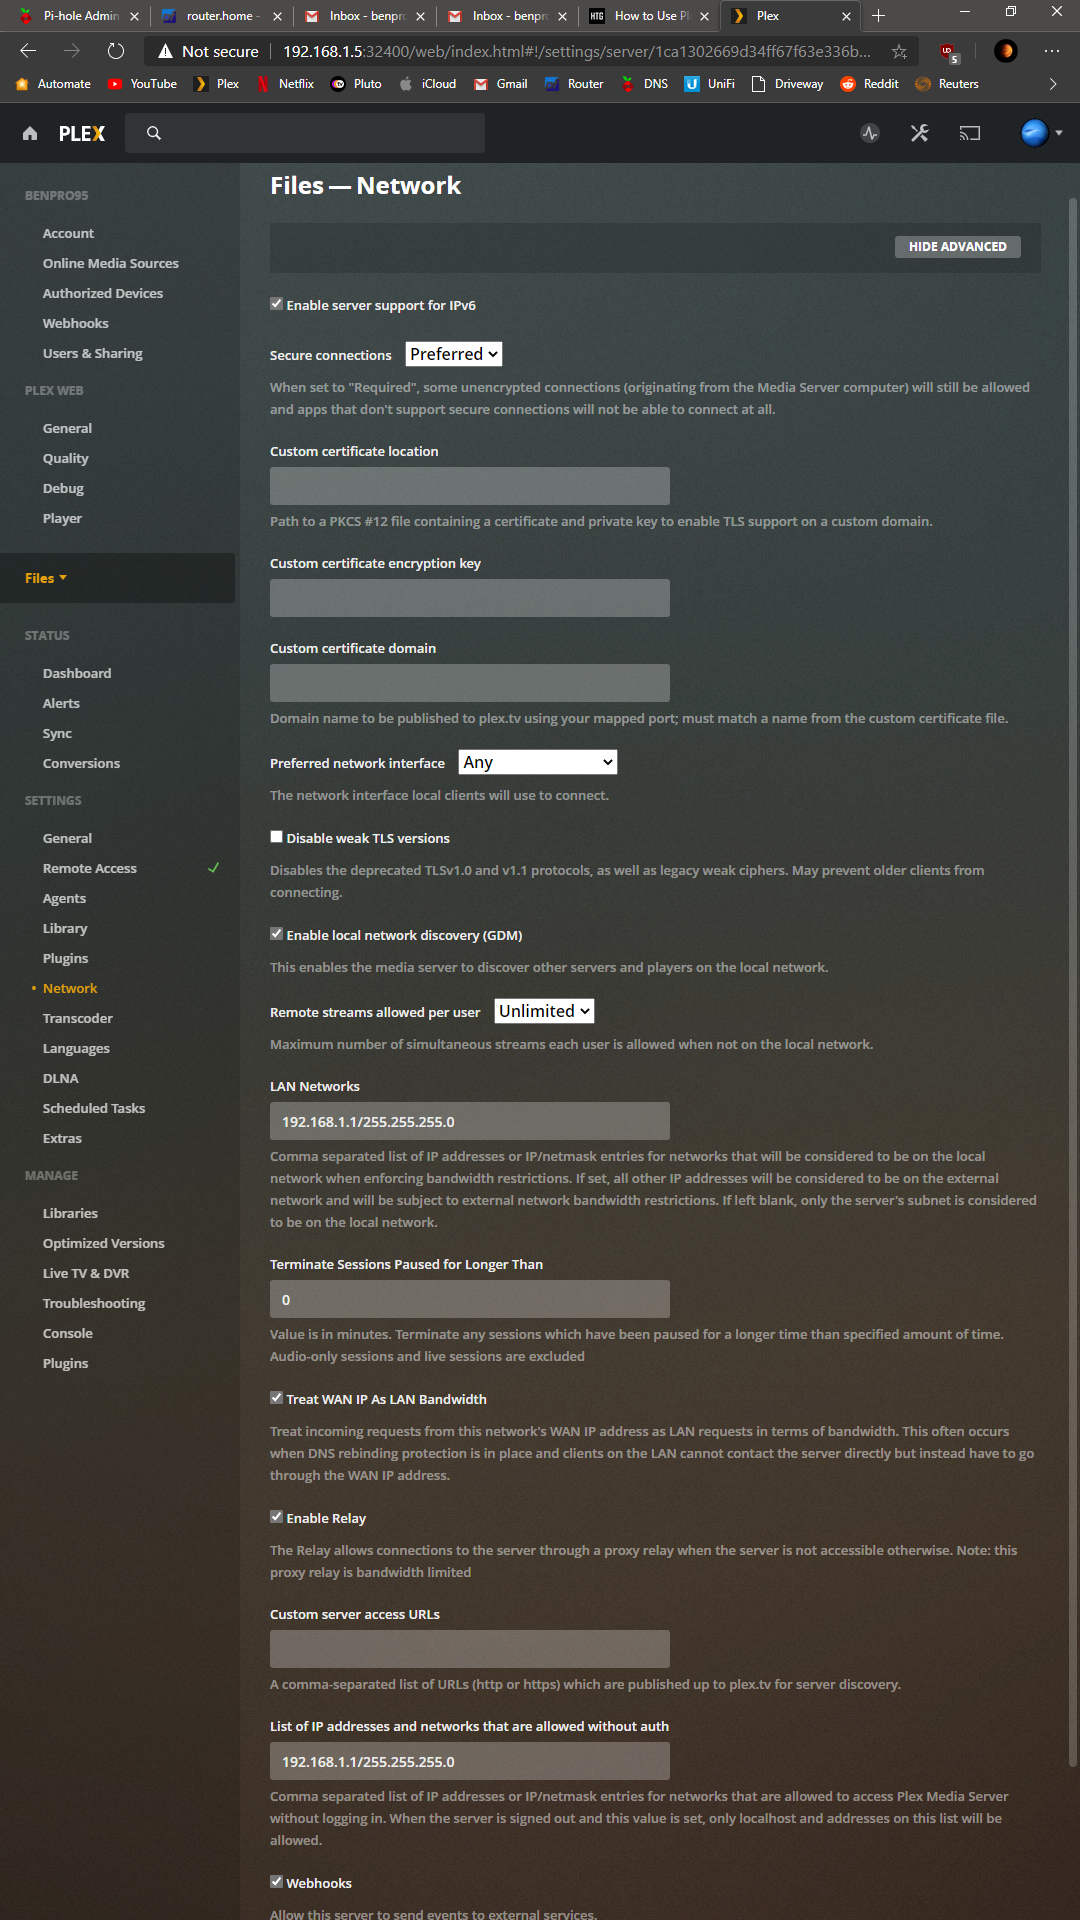 Pi-hole Admin
router.home -
Inbox - benpr
Inbox - benpr
HTG How to Use Pl
Plex
Not secure 192.168.1.5:32400/web/index.html#!/settings/server/1ca1302669d34ff67f63e336b...
5
Automate YouTube Plex Netflix Pluto iCloud Gmail Router DNS UniFi Driveway Reddit Reuters
PLEX
Files — Network
HIDE ADVANCED
BENPRO95
Account
Online Media Sources
Authorized Devices
Webhooks
Users & Sharing
PLEX WEB
General
Quality
Debug
Player
Files
STATUS
Dashboard
Alerts
Sync
Conversions
SETTINGS
General
Remote Access
Agents
Library
Plugins
• Network
Transcoder
Languages
DLNA
Scheduled Tasks
Extras
MANAGE
Libraries
Optimized Versions
Live TV & DVR
Troubleshooting
Console
Plugins
Enable server support for IPv6
Secure connections Preferred
When set to "Required", some unencrypted connections (originating from the Media Server computer) will still be allowed
and apps that don't support secure connections will not be able to connect at all.
Custom certificate location
Path to a PKCS #12 file containing a certificate and private key to enable TLS support on a custom domain.
Custom certificate encryption key
Custom certificate domain
Domain name to be published to plex.tv using your mapped port; must match a name from the custom certificate file.
Preferred network interface Any
The network interface local clients will use to connect.
Disable weak TLS versions
Disables the deprecated TLSv1.0 and v1.1 protocols, as well as legacy weak ciphers. May prevent older clients from
connecting.
Enable local network discovery (GDM)
This enables the media server to discover other servers and players on the local network.
Remote streams allowed per user Unlimited
Maximum number of simultaneous streams each user is allowed when not on the local network.
LAN Networks
192.168.1.1/255.255.255.0
Comma separated list of IP addresses or IP/netmask entries for networks that will be considered to be on the local
network when enforcing bandwidth restrictions. If set, all other IP addresses will be considered to be on the external
network and will be subject to external network bandwidth restrictions. If left blank, only the server's subnet is considered
to be on the local network.
Terminate Sessions Paused for Longer Than
0
Value is in minutes. Terminate any sessions which have been paused for a longer time than specified amount of time.
Audio-only sessions and live sessions are excluded
Treat WAN IP As LAN Bandwidth
Treat incoming requests from this network's WAN IP address as LAN requests in terms of bandwidth. This often occurs
when DNS rebinding protection is in place and clients on the LAN cannot contact the server directly but instead have to go
through the WAN IP address.
Enable Relay
The Relay allows connections to the server through a proxy relay when the server is not accessible otherwise. Note: this
proxy relay is bandwidth limited
Custom server access URLs
A comma-separated list of URLs (http or https) which are published up to plex.tv for server discovery.
List of IP addresses and networks that are allowed without auth
192.168.1.1/255.255.255.0
Comma separated list of IP addresses or IP/netmask entries for networks that are allowed to access Plex Media Server
without logging in. When the server is signed out and this value is set, only localhost and addresses on this list will be
allowed.
Webhooks
Allow this server to send events to external services.